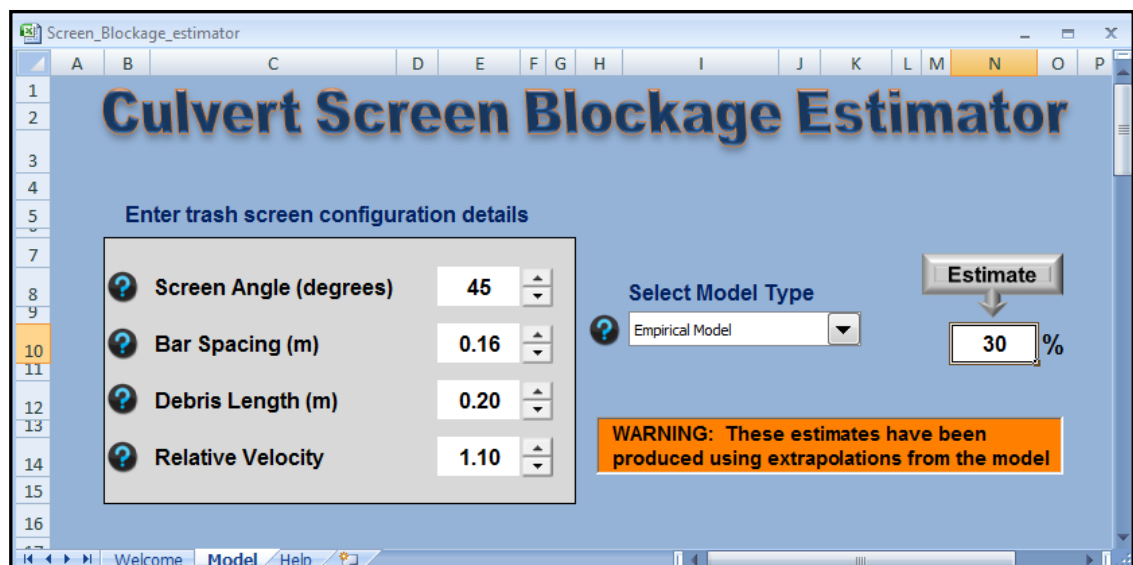 Screen_Blockage_estimator
A B C D E F G H I J K L M N O P
1
2
3
4
5
6
7
8
9
10
11
12
13
14
15
16
17
Culvert Screen Blockage Estimator
Enter trash screen configuration details
? Screen Angle (degrees) 45
? Bar Spacing (m) 0.16
? Debris Length (m) 0.20
? Relative Velocity 1.10
Select Model Type
? Empirical Model
Estimate
30 %
WARNING: These estimates have been
produced using extrapolations from the model
Welcome Model Help